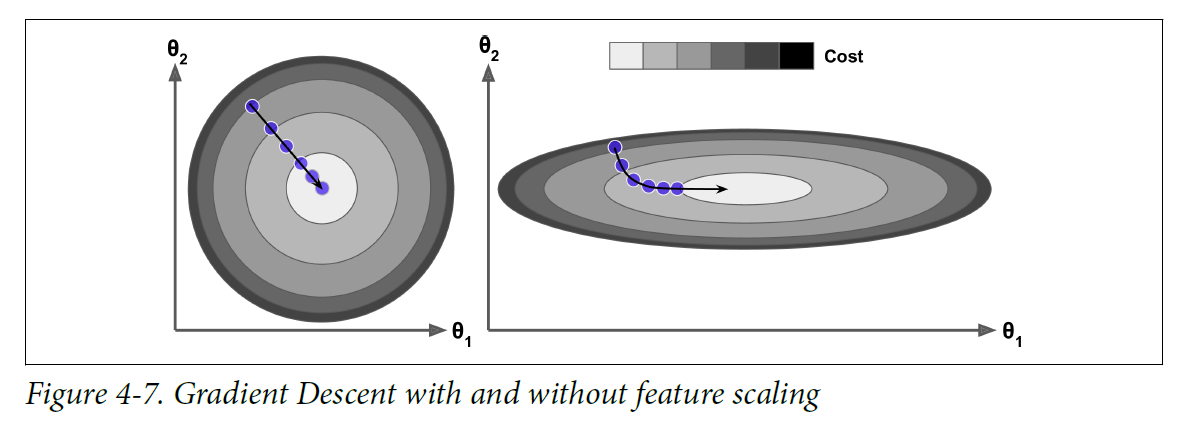 θ2
θ2
Cost
θ1
θ1
Figure 4-7. Gradient Descent with and without feature scaling